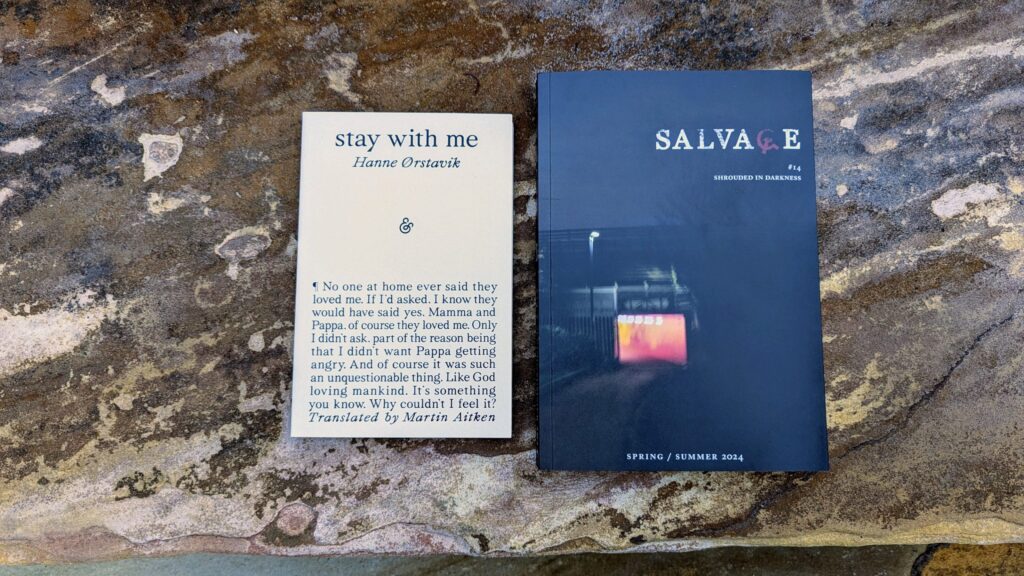 stay with me
Hanne Ørstavik
&
¶ No one at home ever said they
loved me. If I'd asked. I know they
would have said yes. Mamma and
Pappa. of course they loved me. Only
I didn't ask. part of the reason being
that I didn't want Pappa getting
angry. And of course it was such
an unquestionable thing. Like God
loving mankind. It's something
you know. Why couldn't I feel it?
Translated by Martin Aitken
SALVAGE
#14
SHROUDED IN DARKNESS
SPRING / SUMMER 2024